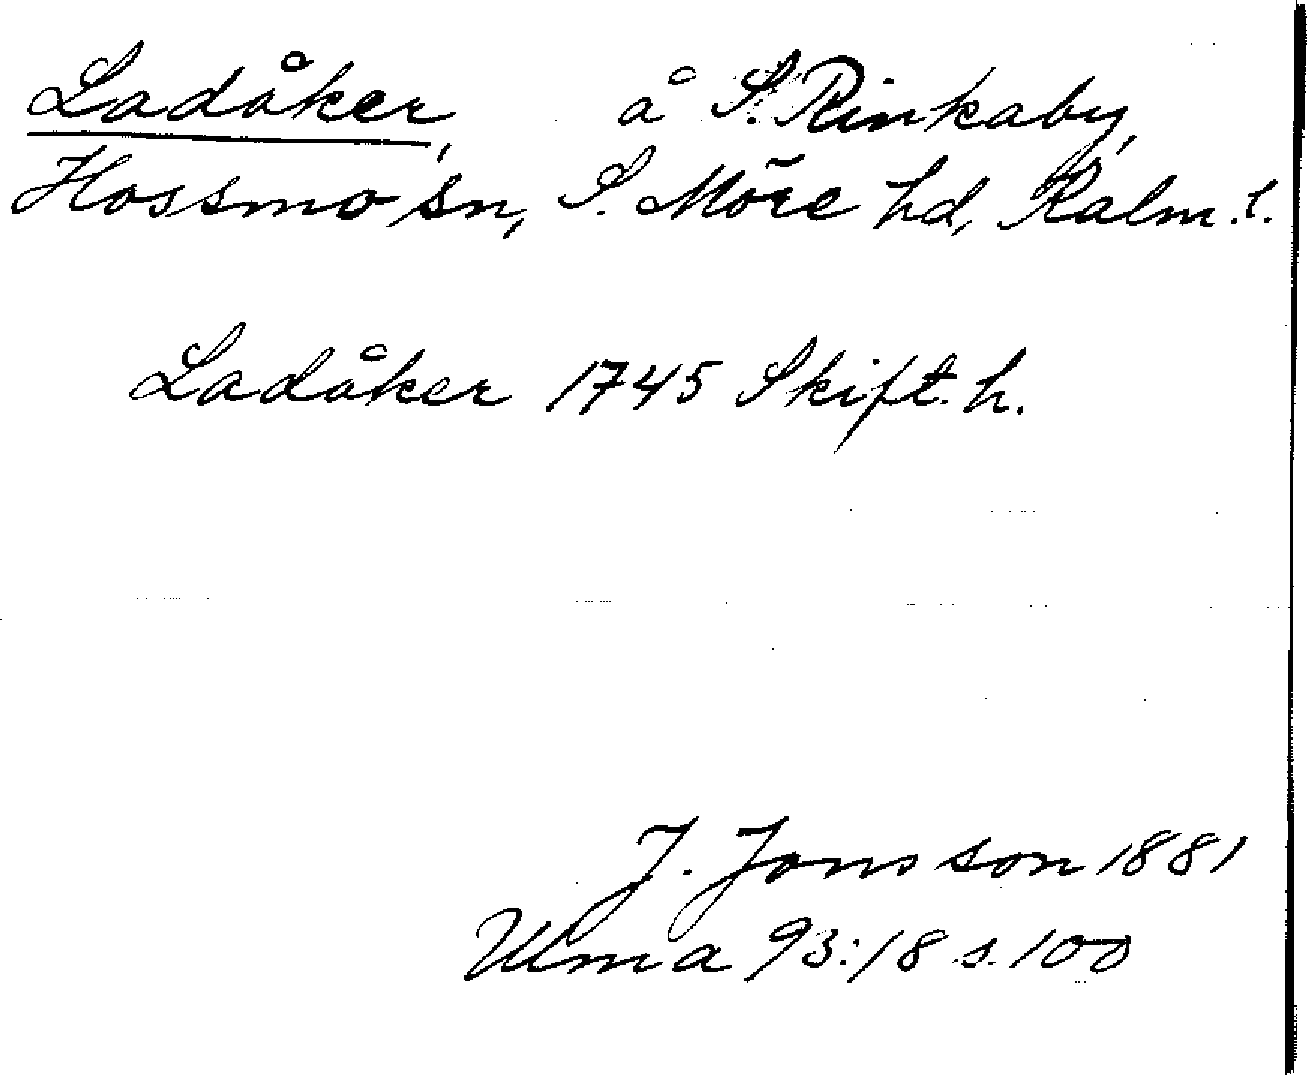 Ladåker, å S. Rinkaby,
Hossmo sn, S. Möre hd, Kalm. l.
Ladåker 1745 Skift. h.
J. Jonsson 1881
Ulma 93:18 s. 100